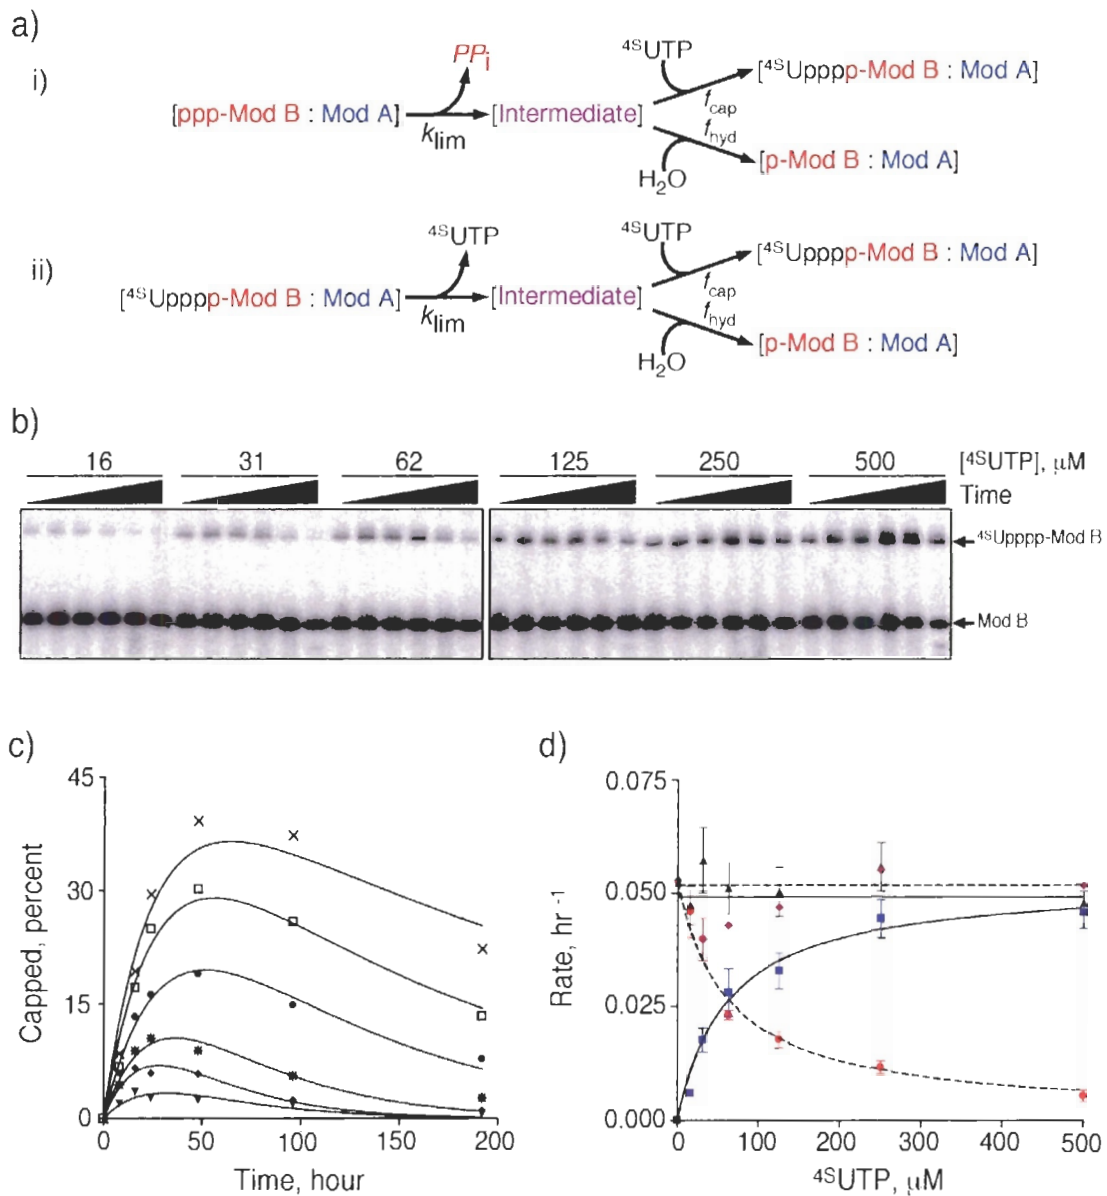 a)
i)
[ppp-Mod B : Mod A]
PPi
klim
[Intermediate]
4SUTP
fcap
[4SUpppp-Mod B : Mod A]
fhyd
H2O
[p-Mod B : Mod A]
ii)
[4SUpppp-Mod B : Mod A]
4SUTP
klim
[Intermediate]
4SUTP
fcap
[4SUpppp-Mod B : Mod A]
fhyd
H2O
[p-Mod B : Mod A]
b)
16 31 62 125 250 500 [4SUTP], µM
Time
4SUpppp-Mod B
Mod B
c)
45
30
15
0
Capped, percent
0 50 100 150 200
Time, hour
d)
0.075
0.050
0.025
0.000
Rate, hr -1
0 100 200 300 400 500
4SUTP, µM